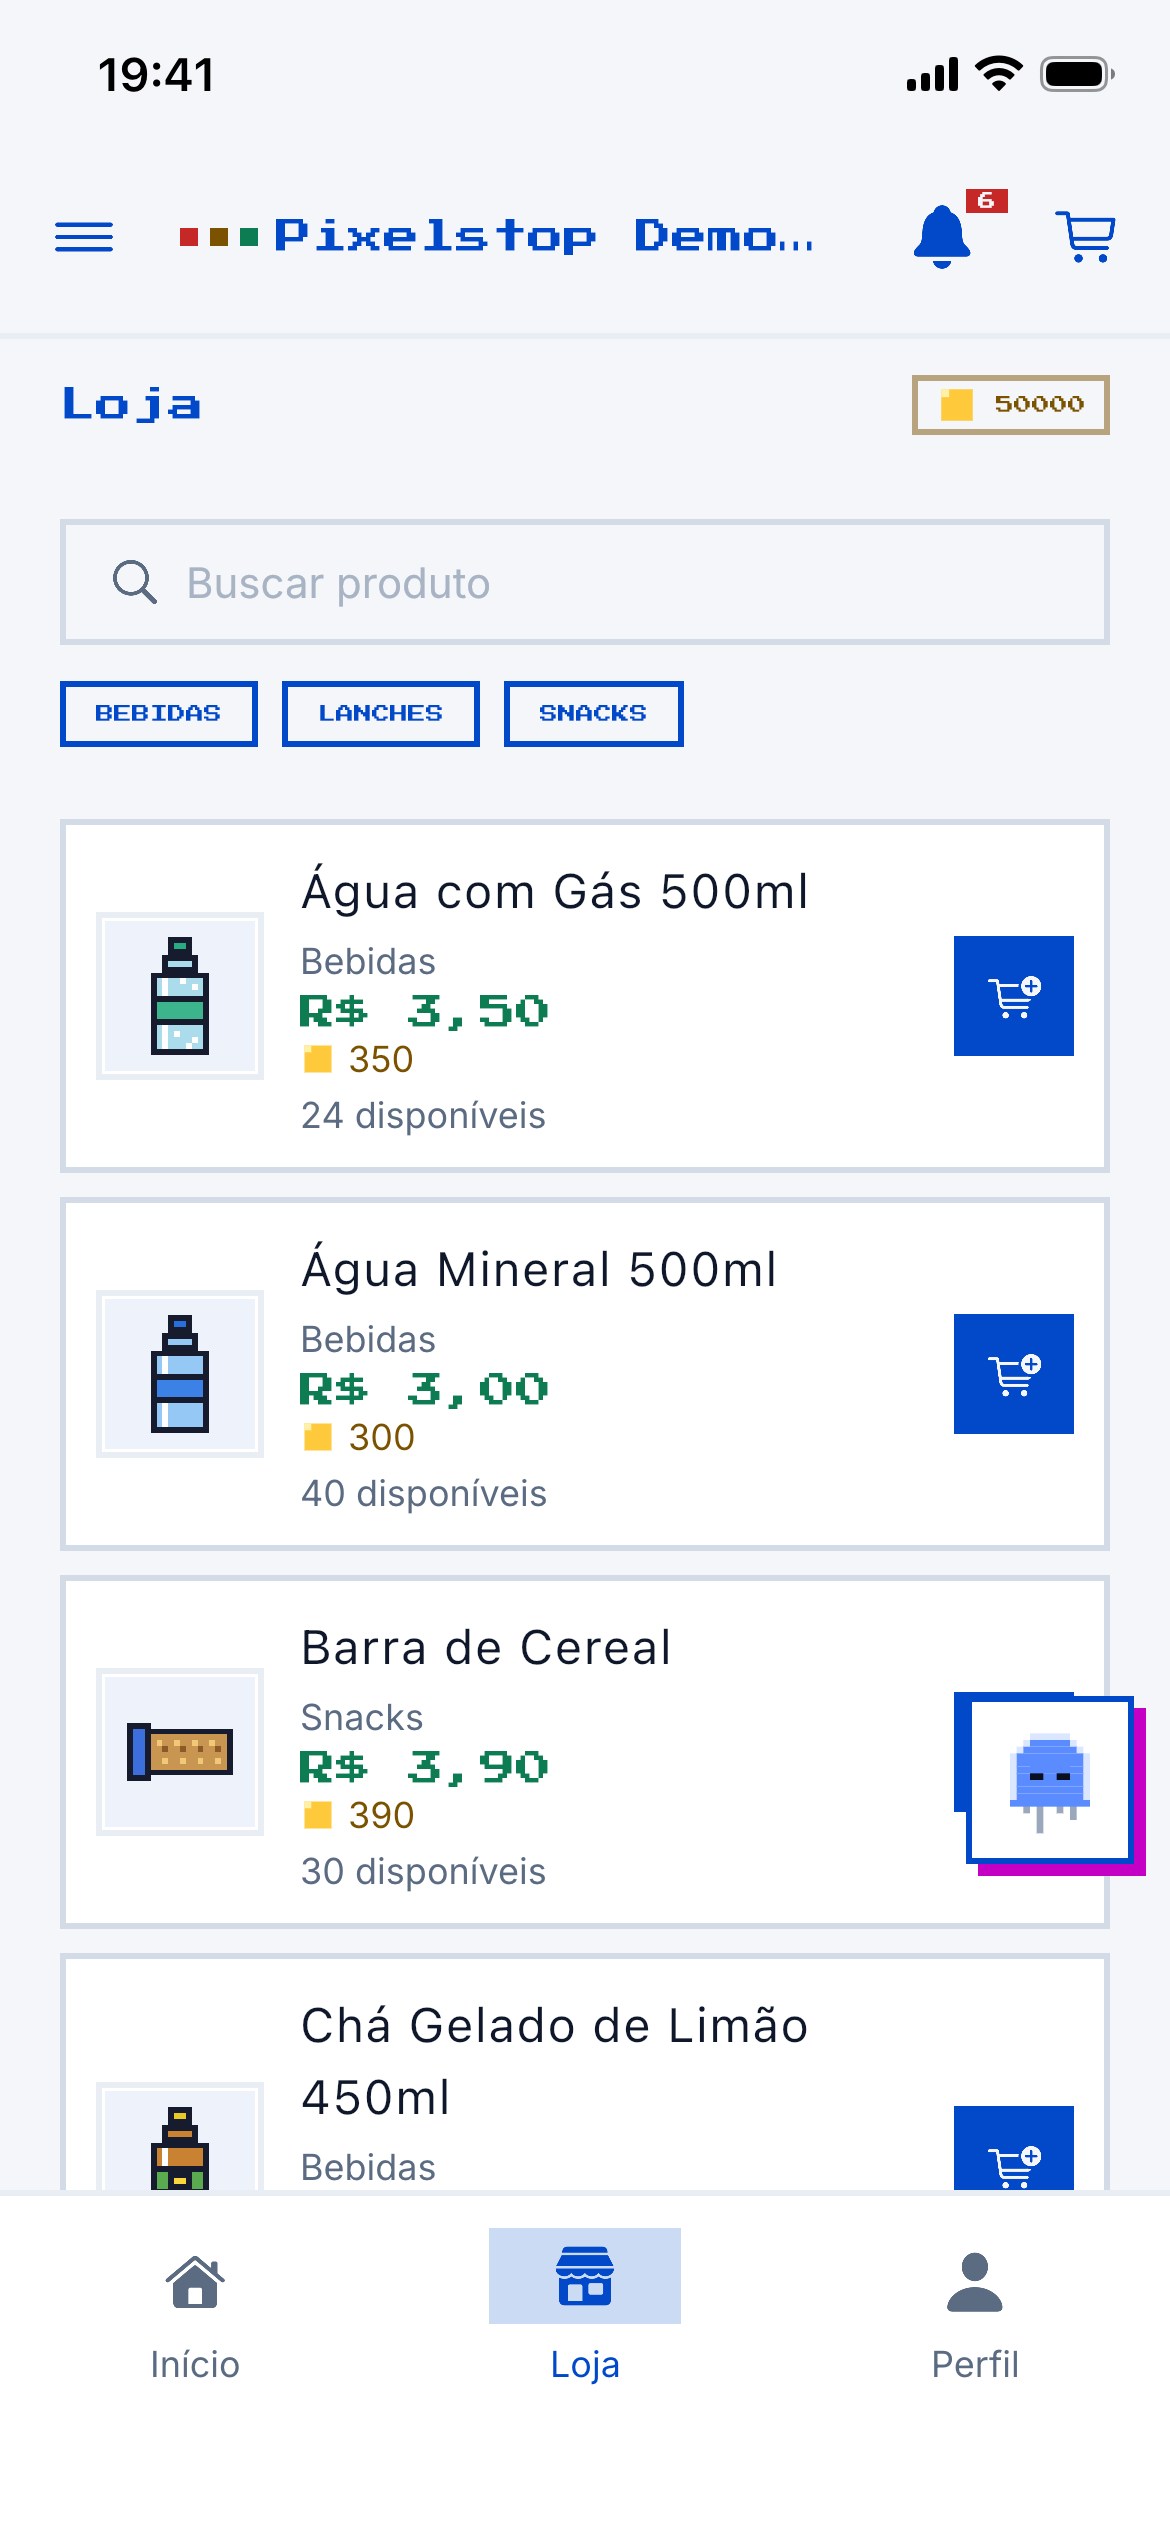 19:41
Pixelstop Demo...
6
Loja
50000
Buscar produto
BEBIDAS
LANCHES
SNACKS
Água com Gás 500ml
Bebidas
R$ 3,50
350
24 disponíveis
Água Mineral 500ml
Bebidas
R$ 3,00
300
40 disponíveis
Barra de Cereal
Snacks
R$ 3,90
390
30 disponíveis
Chá Gelado de Limão
450ml
Bebidas
Início
Loja
Perfil